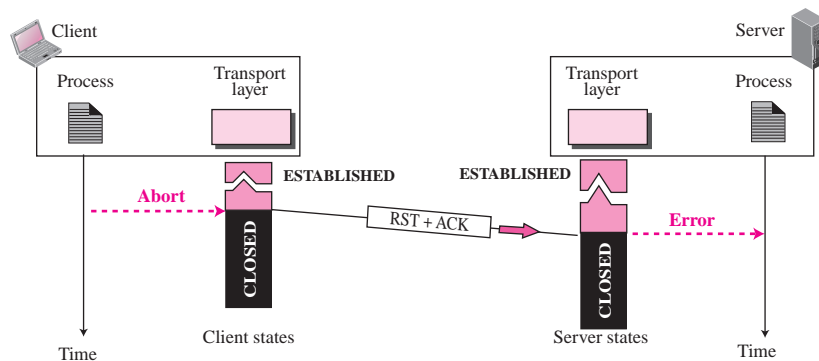 Client
Server
Process
Transport
layer
Transport
layer
Process
ESTABLISHED
ESTABLISHED
Abort
RST + ACK
Error
CLOSED
CLOSED
Time
Client states
Server states
Time